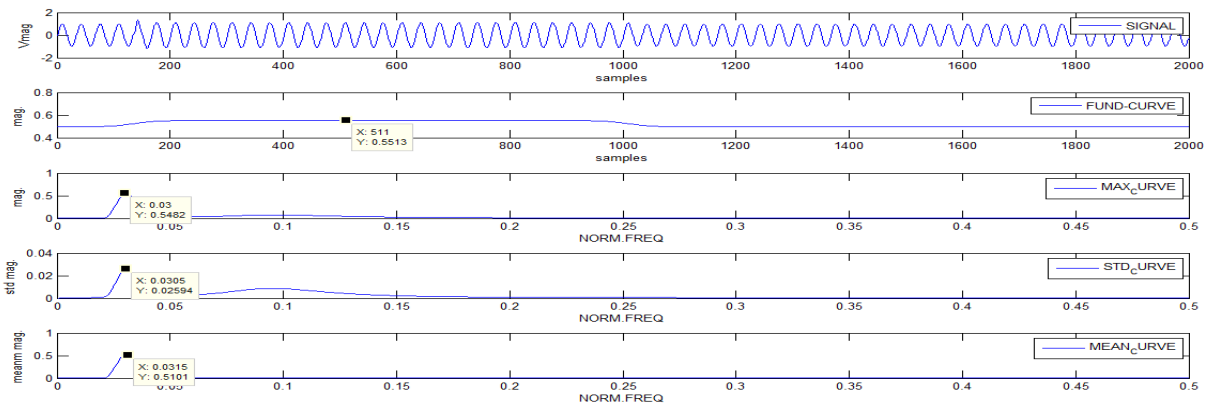 2
0
-2
Vmag
SIGNAL
0 200 400 600 800 1000 1200 1400 1600 1800 2000
samples
0.8
0.6
0.4
mag.
FUND-CURVE
X: 511
Y: 0.5513
0 200 400 600 800 1000 1200 1400 1600 1800 2000
samples
1
0.5
0
mag.
MAX_CURVE
X: 0.03
Y: 0.5482
0 0.05 0.1 0.15 0.2 0.25 0.3 0.35 0.4 0.45 0.5
NORM.FREQ
0.04
0.02
0
std mag.
STD_CURVE
X: 0.0305
Y: 0.02594
0 0.05 0.1 0.15 0.2 0.25 0.3 0.35 0.4 0.45 0.5
NORM.FREQ
1
0.5
0
meanm mag.
MEAN_CURVE
X: 0.0315
Y: 0.5101
0 0.05 0.1 0.15 0.2 0.25 0.3 0.35 0.4 0.45 0.5
NORM.FREQ